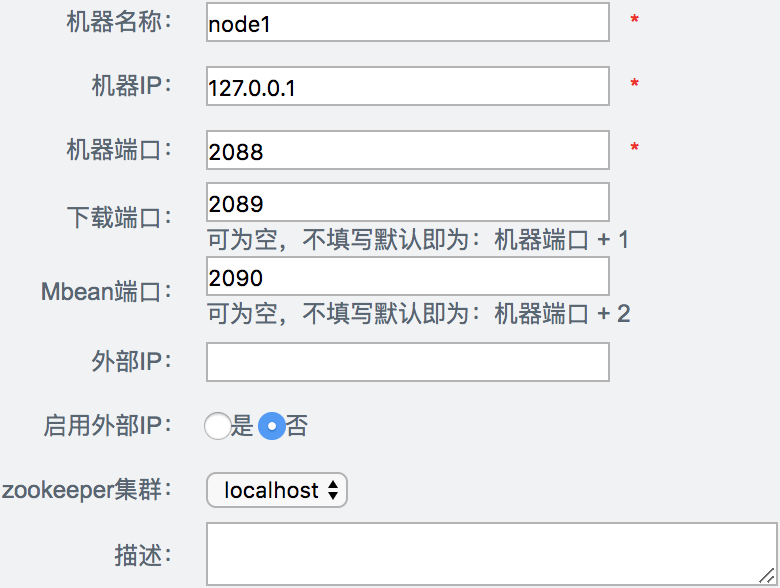 机器名称： node1 *
机器IP： 127.0.0.1 *
机器端口： 2088 *
下载端口： 2089
可为空，不填写默认即为：机器端口 + 1
Mbean端口： 2090
可为空，不填写默认即为：机器端口 + 2
外部IP：
启用外部IP： 是 否
zookeeper集群： localhost
描述：